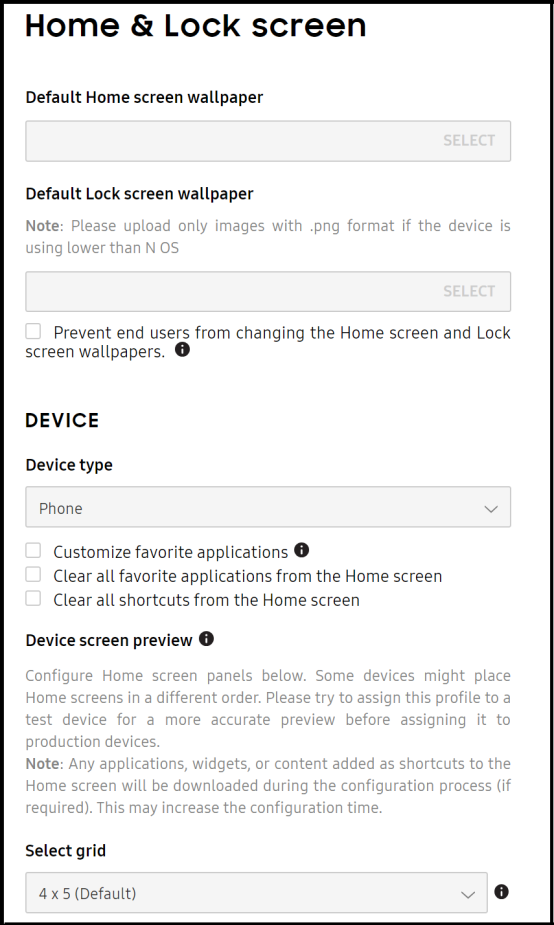 Home & Lock screen
Default Home screen wallpaper
SELECT
Default Lock screen wallpaper
Note: Please upload only images with .png format if the device is
using lower than N OS
SELECT
Prevent end users from changing the Home screen and Lock
screen wallpapers.
DEVICE
Device type
Phone
Customize favorite applications
Clear all favorite applications from the Home screen
Clear all shortcuts from the Home screen
Device screen preview
Configure Home screen panels below. Some devices might place
Home screens in a different order. Please try to assign this profile to a
test device for a more accurate preview before assigning it to
production devices.
Note: Any applications, widgets, or content added as shortcuts to the
Home screen will be downloaded during the configuration process (if
required). This may increase the configuration time.
Select grid
4 x 5 (Default)